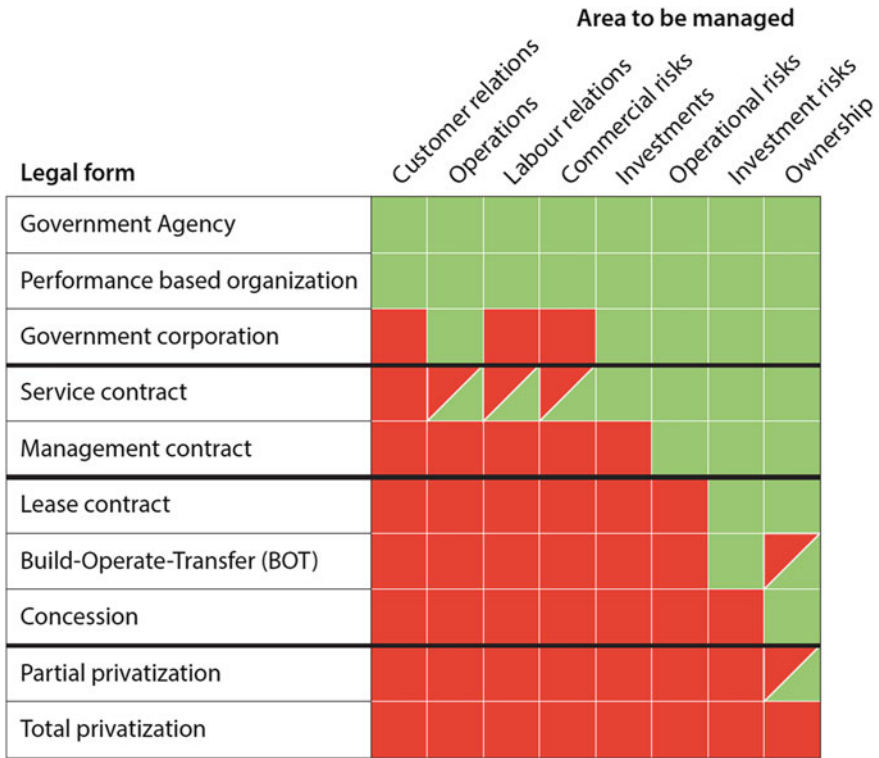 Area to be managed
Customer relations
Operations
Labour relations
Commercial risks
Investments
Operational risks
Investment risks
Ownership
Legal form
Government Agency
Performance based organization
Government corporation
Service contract
Management contract
Lease contract
Build-Operate-Transfer (BOT)
Concession
Partial privatization
Total privatization